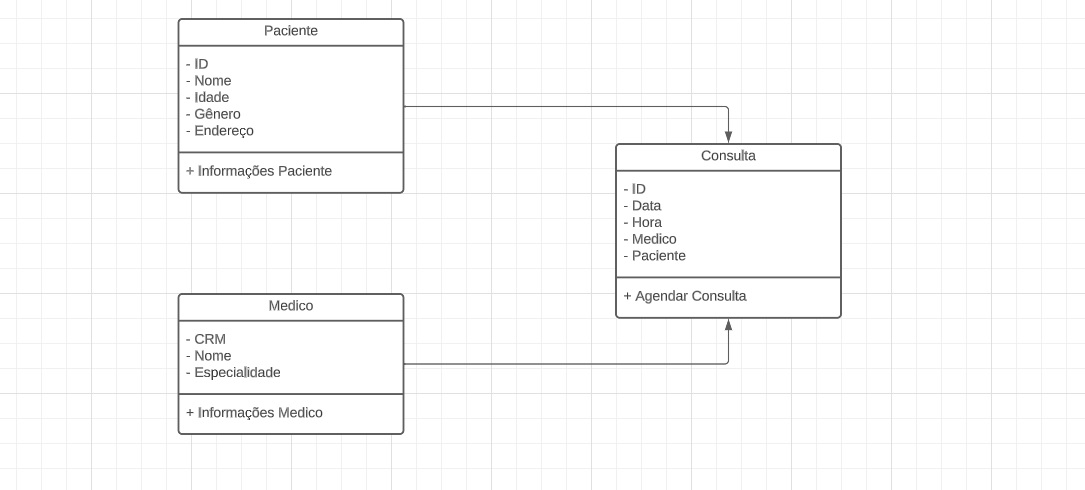 Paciente
- ID
- Nome
- Idade
- Gênero
- Endereço
+ Informações Paciente
Consulta
- ID
- Data
- Hora
- Medico
- Paciente
+ Agendar Consulta
Medico
- CRM
- Nome
- Especialidade
+ Informações Medico